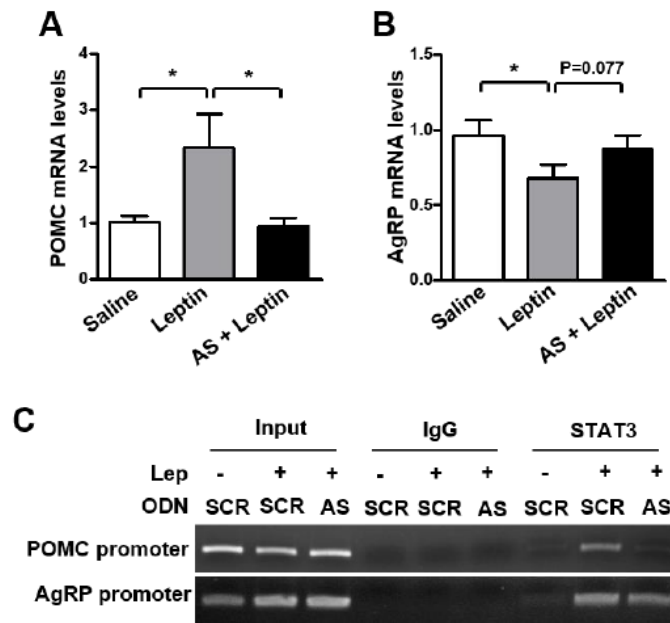 A
POMC mRNA levels
4
3
2
1
0
* *
Saline
Leptin
AS + Leptin
B
AgRP mRNA levels
1.5
1.0
0.5
0.0
* P=0.077
Saline
Leptin
AS + Leptin
C
Input IgG STAT3
Lep - + + - + + - + +
ODN SCR SCR AS SCR SCR AS SCR SCR AS
POMC promoter
AgRP promoter